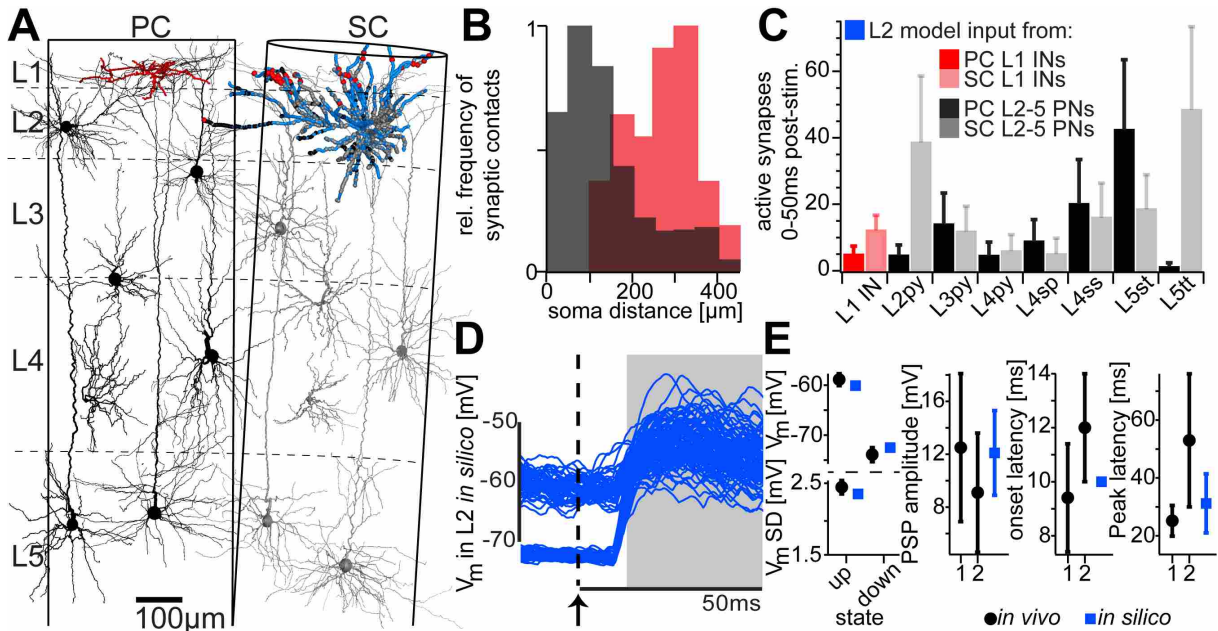 A
PC
SC
L1
L2
L3
L4
L5
100µm
B
rel. frequency of
synaptic contacts
1
0
1
0
0
200
400
soma distance [µm]
C
L2 model input from:
PC L1 INs
SC L1 INs
PC L2-5 PNs
SC L2-5 PNs
active synapses
0-50ms post-stim.
60
40
20
0
L1 IN
L2py
L3py
L4py
L4sp
L4ss
L5st
L5tt
D
Vm in L2 in silico [mV]
-50
-60
-70
50ms
E
Vm [mV]
-60
-70
Vm SD [mV]
2.5
1.5
up
down
state
PSP amplitude [mV]
16
12
8
1 2
onset latency [ms]
14
12
10
8
1 2
Peak latency [ms]
60
40
20
0
1 2
in vivo
in silico